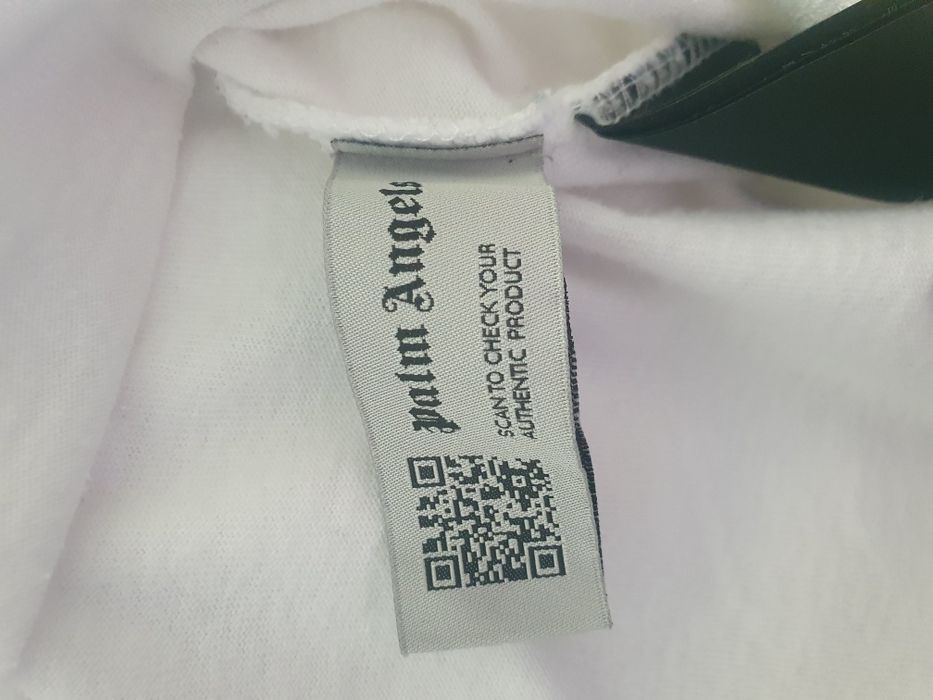 Palm Angels
SCAN TO CHECK YOUR
AUTHENTIC PRODUCT